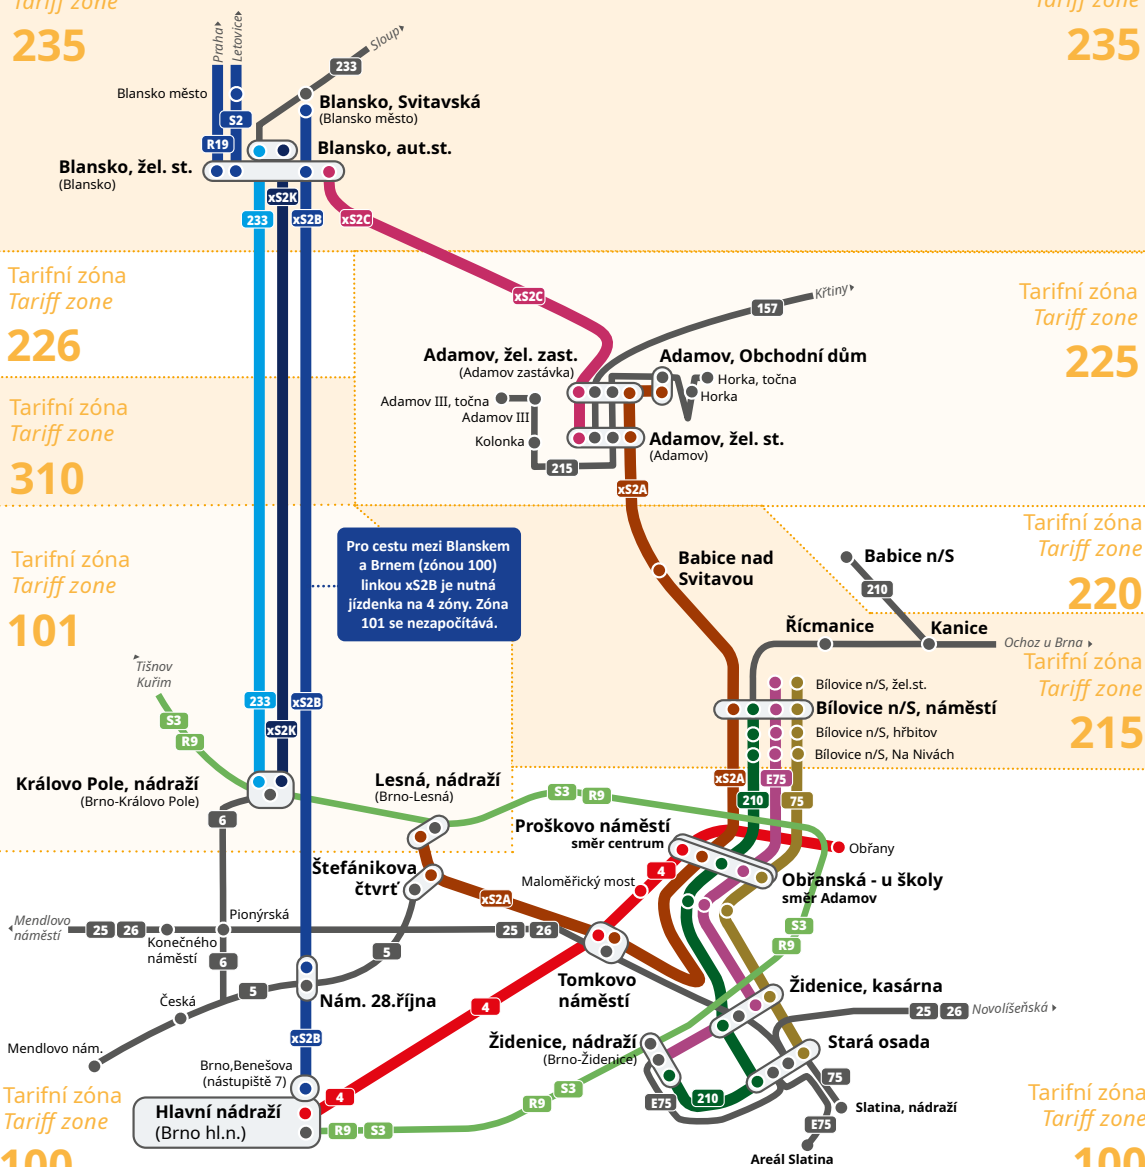 Tariff zone
235
Tariff zone
235
Praha
Letovice
Sloup
233
Blansko město
S2
R19
Blansko, Svitavská
(Blansko město)
Blansko, aut.st.
Blansko, žel. st.
(Blansko)
xS2K
233
xS2B
xS2C
xS2C
Tarifní zóna
Tariff zone
226
Tarifní zóna
Tariff zone
225
Křtiny
157
Adamov, žel. zast.
(Adamov zastávka)
Adamov, Obchodní dům
Horka, točna
Horka
Adamov III, točna
Adamov III
Kolonka
215
Adamov, žel. st.
(Adamov)
xS2A
Tarifní zóna
Tariff zone
310
Tarifní zóna
Tariff zone
101
Pro cestu mezi Blanskem
a Brnem (zónou 100)
linkou xS2B je nutná
jízdenka na 4 zóny. Zóna
101 se nezapočítává.
Babice nad
Svitavou
Babice n/S
210
Tarifní zóna
Tariff zone
220
Řícmanice
Kanice
Ochoz u Brna
Tarifní zóna
Tariff zone
215
Tišnov
Kuřim
S3
R9
233
xS2B
xS2K
Bílovice n/S, žel.st.
Bílovice n/S, náměstí
Bílovice n/S, hřbitov
Bílovice n/S, Na Nivách
xS2A
E75
210
75
Královo Pole, nádraží
(Brno-Královo Pole)
6
Lesná, nádraží
(Brno-Lesná)
S3
R9
Proškovo náměstí
směr centrum
Obřany
Štefánikova
čtvrť
Maloměřický most
4
Obřanská - u školy
směr Adamov
xS2A
Mendlovo
náměstí
25
26
Konečného
náměstí
Pionýrská
6
25
26
S3
R9
5
5
Česká
Nám. 28.října
Tomkovo
náměstí
4
Židenice, kasárna
25
26
Novolíšeňská
Mendlovo nám.
xS2B
Židenice, nádraží
(Brno-Židenice)
Stará osada
Brno,Benešova
(nástupiště 7)
75
4
S3
R9
E75
210
Slatina, nádraží
E75
Areál Slatina
Hlavní nádraží
(Brno hl.n.)
R9
S3
Tarifní zóna
Tariff zone
100
Tarifní zóna
Tariff zone
100